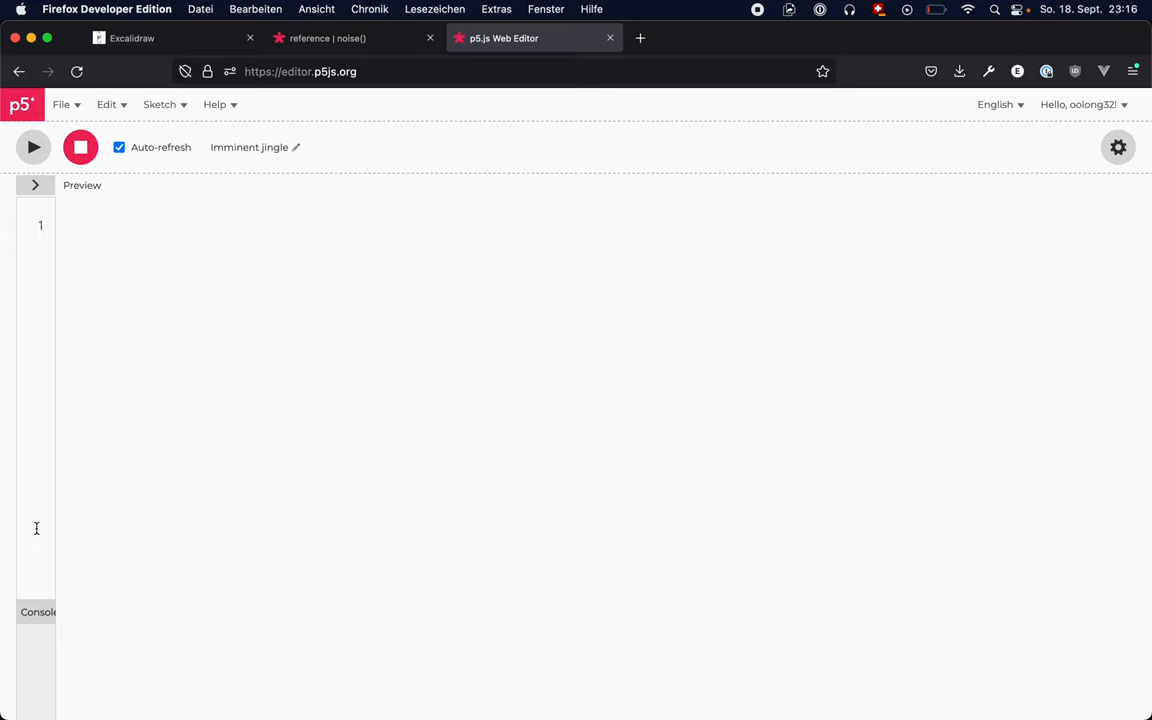 Firefox Developer Edition Datei Bearbeiten Ansicht Chronik Lesezeichen Extras Fenster Hilfe So. 18. Sept. 23:16
Excalidraw reference | noise() p5.js Web Editor
https://editor.p5js.org
p5* File Edit Sketch Help English Hello, oolong32!
Auto-refresh Imminent jingle
Preview
1
Console